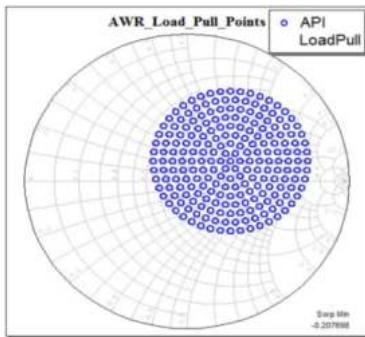 AWR_Load_Pull_Points
API
LoadPull
Swp Min
-0.207698